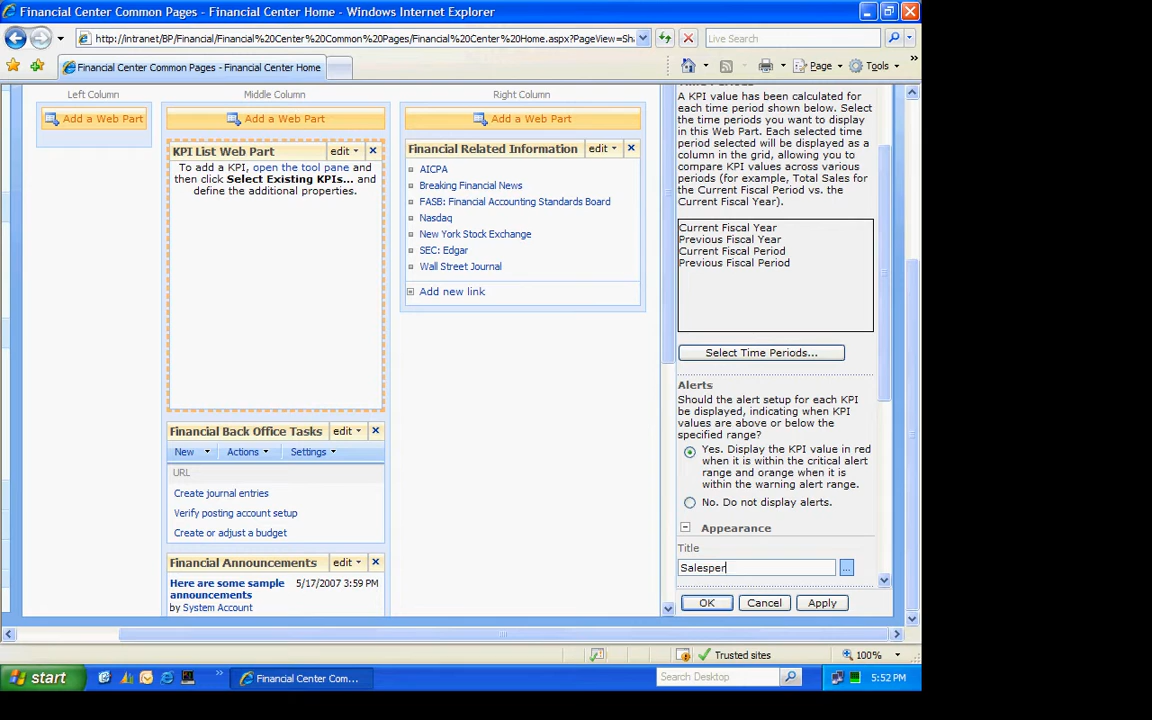 Financial Center Common Pages - Financial Center Home - Windows Internet Explorer
http://intranet/BP/Financial/Financial%20Center%20Common%20Pages/Financial%20Center%20Home.aspx?PageView=Sh
Live Search
Financial Center Common Pages - Financial Center Home
Page
Tools
Left Column
Middle Column
Right Column
Add a Web Part
Add a Web Part
Add a Web Part
KPI List Web Part
edit
To add a KPI, open the tool pane and
then click Select Existing KPIs... and
define the additional properties.
Financial Back Office Tasks
edit
New
Actions
Settings
URL
Create journal entries
Verify posting account setup
Create or adjust a budget
Financial Announcements
edit
Here are some sample
announcements
5/17/2007 3:59 PM
by System Account
Financial Related Information
edit
AICPA
Breaking Financial News
FASB: Financial Accounting Standards Board
Nasdaq
New York Stock Exchange
SEC: Edgar
Wall Street Journal
Add new link
A KPI value has been calculated for
each time period shown below. Select
the time periods you want to display
in this Web Part. Each selected time
period selected will be displayed as a
column in the grid, allowing you to
compare KPI values across various
periods (for example, Total Sales for
the Current Fiscal Period vs. the
Current Fiscal Year).
Current Fiscal Year
Previous Fiscal Year
Current Fiscal Period
Previous Fiscal Period
Select Time Periods...
Alerts
Should the alert setup for each KPI
be displayed, indicating when KPI
values are above or below the
specified range?
Yes. Display the KPI value in red
when it is within the critical alert
range and orange when it is
within the warning alert range.
No. Do not display alerts.
Appearance
Title
Salesper
...
OK
Cancel
Apply
Trusted sites
100%
start
Financial Center Com...
Search Desktop
5:52 PM